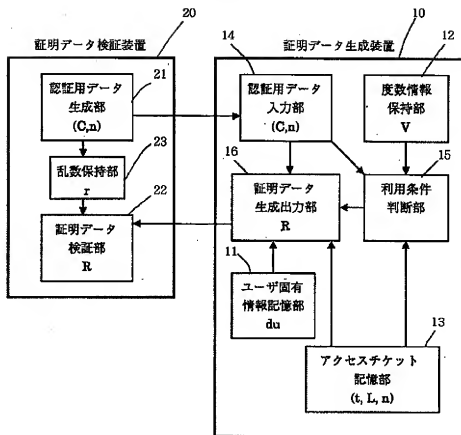 20
証明データ検証装置
21
認証用データ
生成部
(C,n)
23
乱数保持部
r
22
証明データ
検証部
R
10
証明データ生成装置
14
認証用データ
入力部
(C,n)
12
度数情報
保持部
V
16
証明データ
生成出力部
R
15
利用条件
判断部
11
ユーザ固有
情報記憶部
du
13
アクセスチケット
記憶部
(t, L, n)